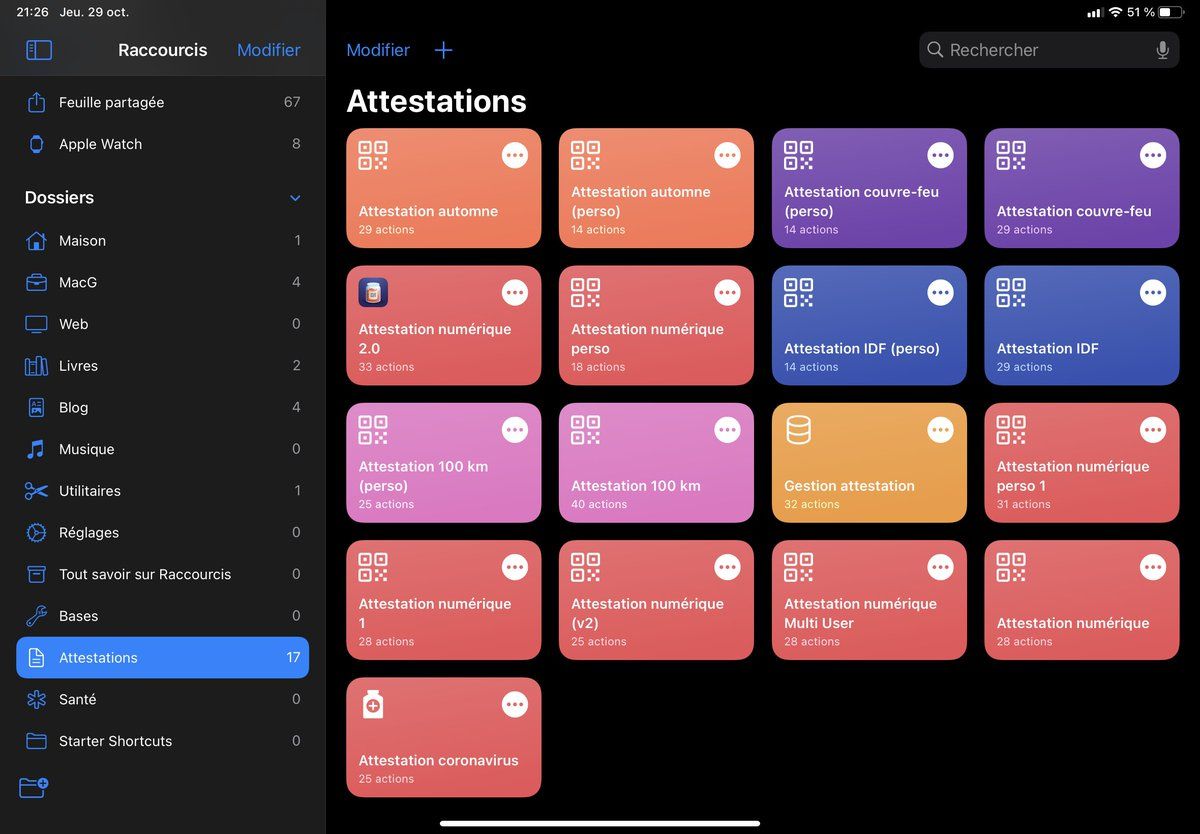 21:26 Jeu. 29 oct.
51 %
Raccourcis
Modifier
Feuille partagée 67
Apple Watch 8
Dossiers
Maison 1
MacG 4
Web 0
Livres 2
Blog 4
Musique 0
Utilitaires 1
Réglages 0
Tout savoir sur Raccourcis 0
Bases 0
Attestations 17
Santé 0
Starter Shortcuts 0
Modifier
Rechercher
Attestations
Attestation automne
29 actions
Attestation automne
(perso)
14 actions
Attestation couvre-feu
(perso)
14 actions
Attestation couvre-feu
29 actions
Attestation numérique
2.0
33 actions
Attestation numérique
perso
18 actions
Attestation IDF (perso)
14 actions
Attestation IDF
29 actions
Attestation 100 km
(perso)
25 actions
Attestation 100 km
40 actions
Gestion attestation
32 actions
Attestation numérique
perso 1
31 actions
Attestation numérique
1
28 actions
Attestation numérique
(v2)
25 actions
Attestation numérique
Multi User
28 actions
Attestation numérique
28 actions
Attestation coronavirus
25 actions